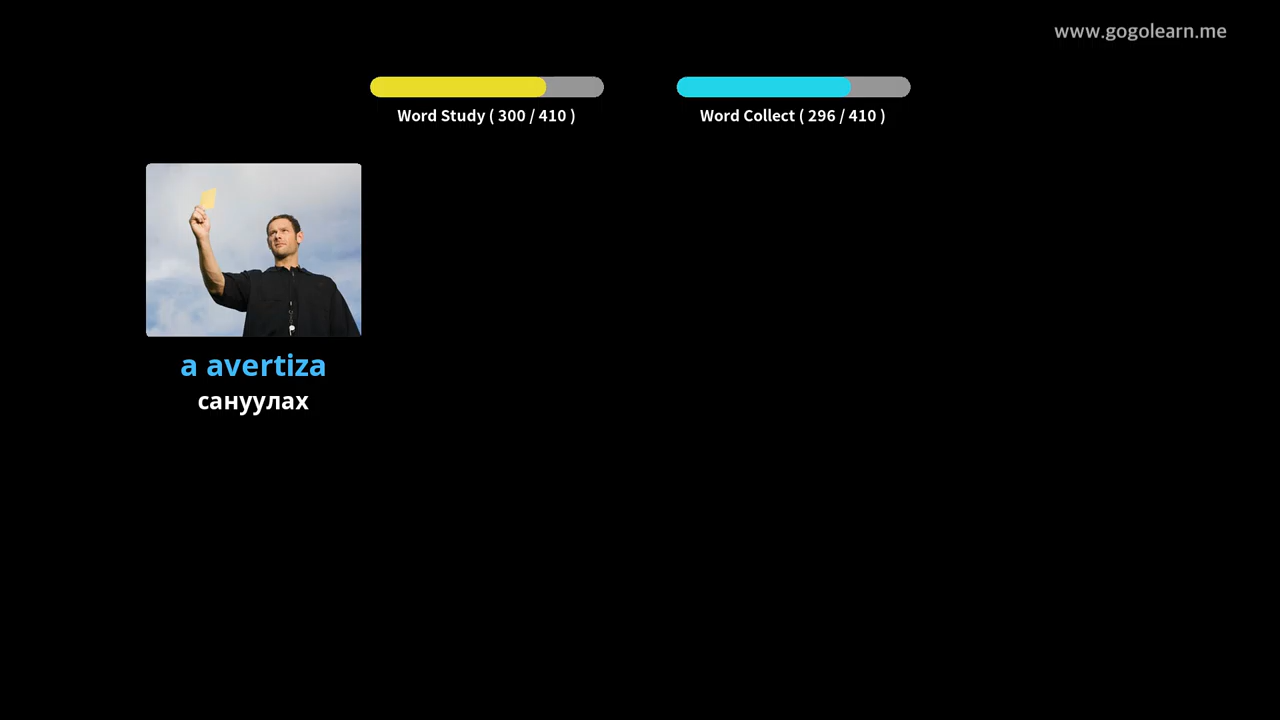 www.gogolearn.me
Word Study ( 300 / 410 )
Word Collect ( 296 / 410 )
a avertiza
сануулах